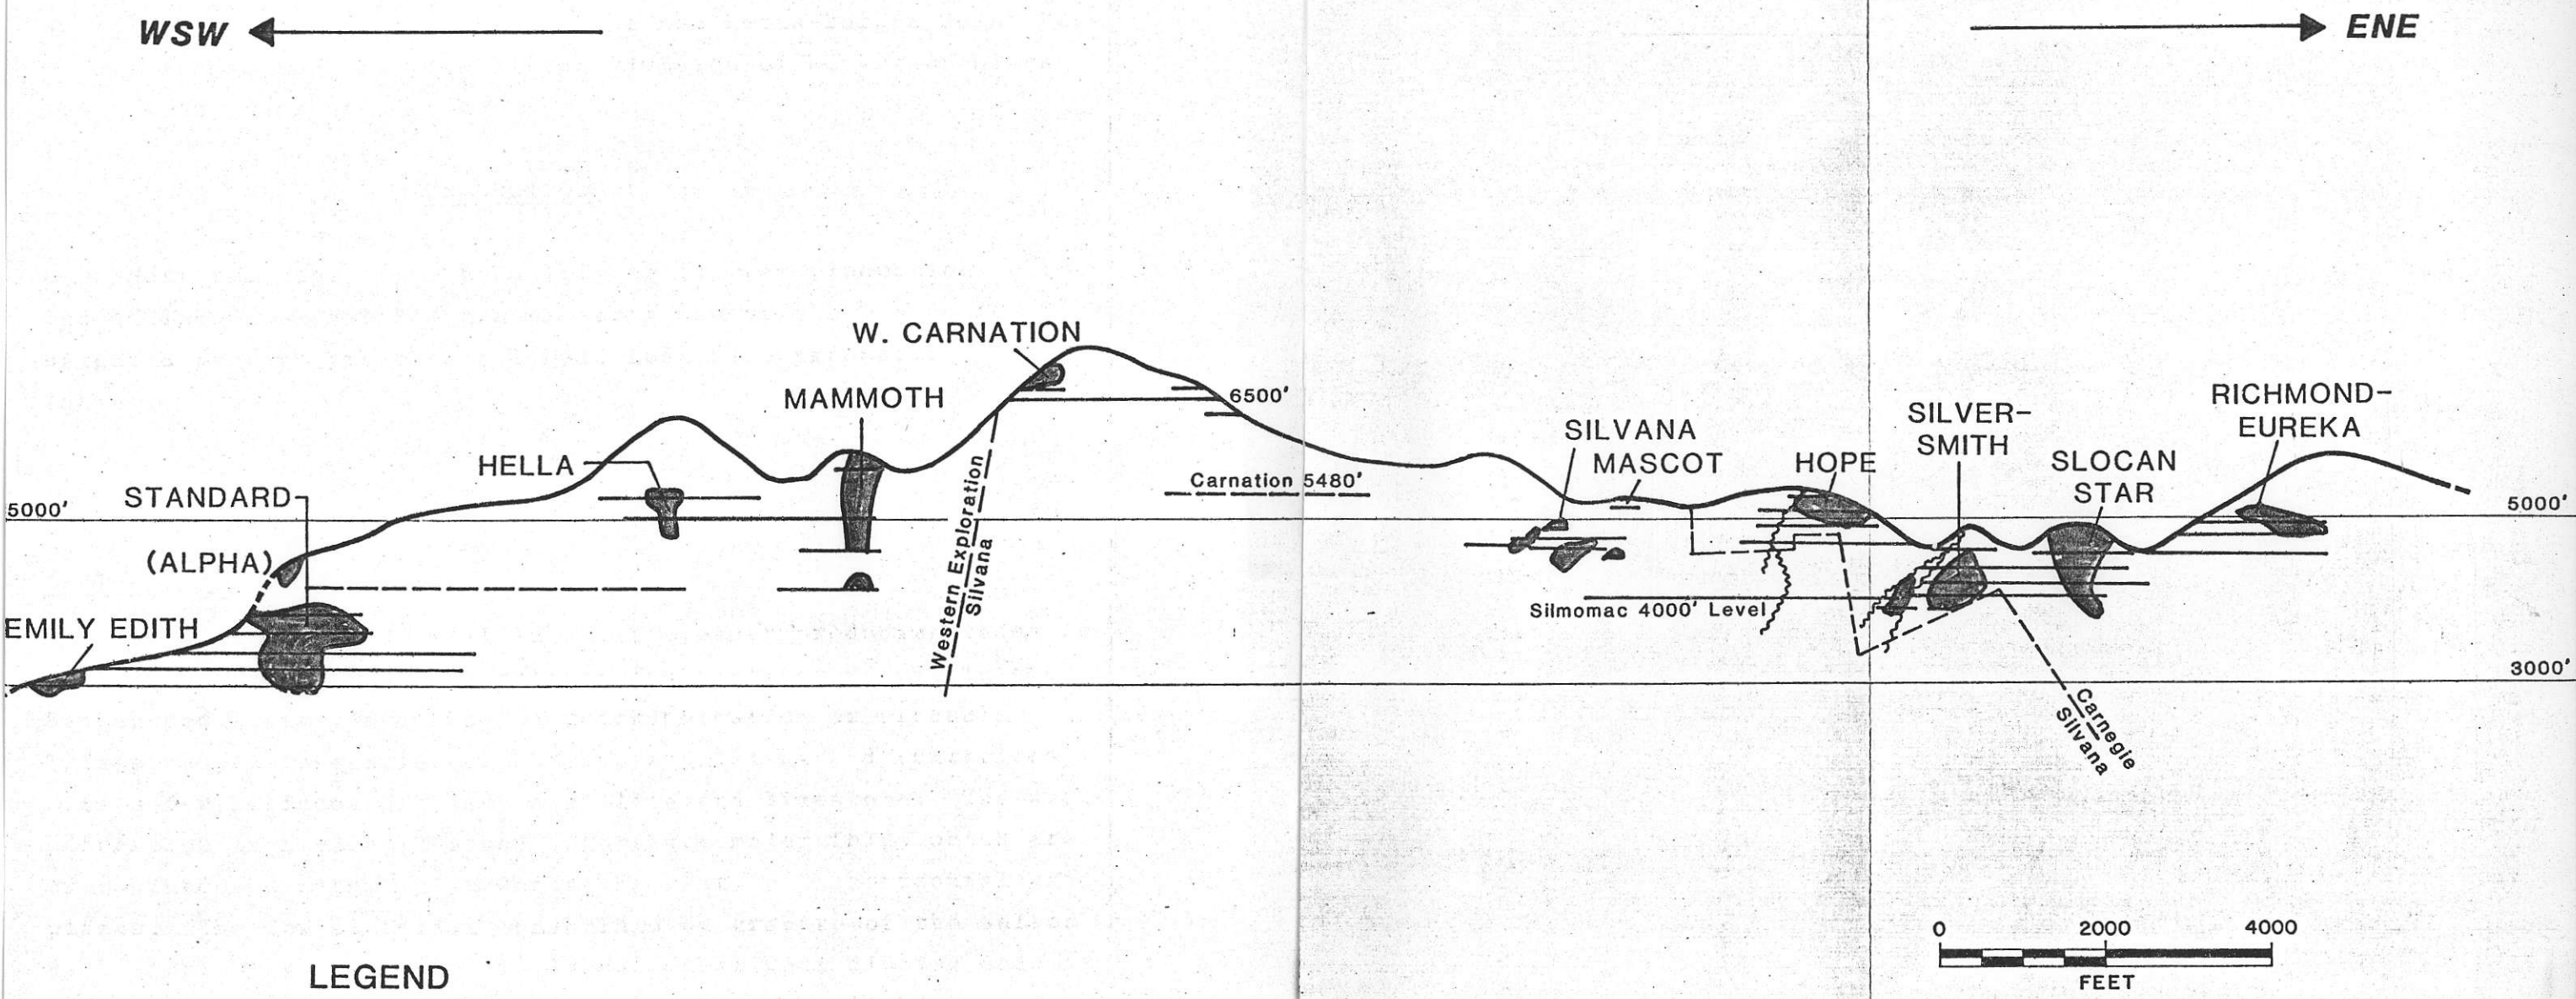 WSW
ENE
W. CARNATION
MAMMOTH
6500'
HELLA
STANDARD
5000'
(ALPHA)
EMILY EDITH
Western Exploration
Silvana
Carnation 5480'
SILVANA
MASCOT
HOPE
SILVER-
SMITH
SLOCAN
STAR
RICHMOND-
EUREKA
5000'
Silmomac 4000' Level
3000'
Carnegie
Silvana
0 2000 4000
FEET
LEGEND